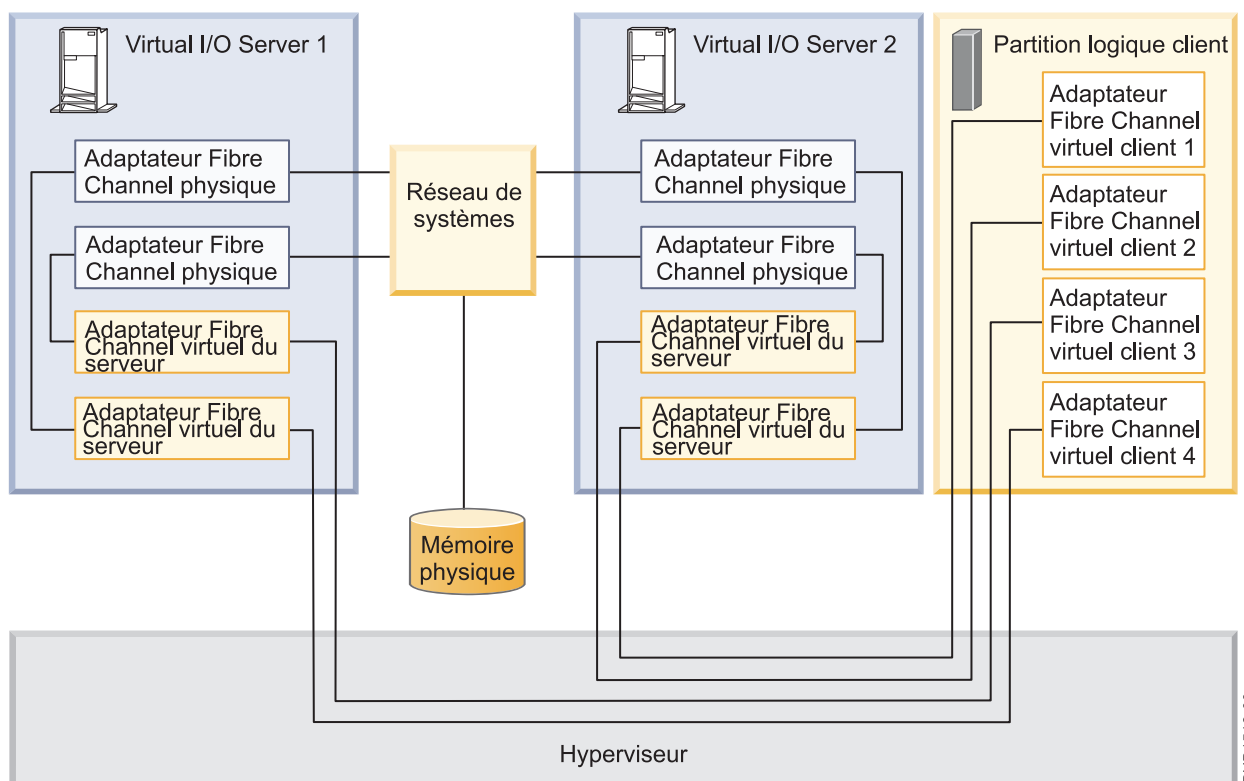 Virtual I/O Server 1
Adaptateur Fibre
Channel physique
Adaptateur Fibre
Channel physique
Adaptateur Fibre
Channel virtuel du
serveur
Adaptateur Fibre
Channel virtuel du
serveur
Réseau de
systèmes
Mémoire
physique
Virtual I/O Server 2
Adaptateur Fibre
Channel physique
Adaptateur Fibre
Channel physique
Adaptateur Fibre
Channel virtuel du
serveur
Adaptateur Fibre
Channel virtuel du
serveur
Partition logique client
Adaptateur
Fibre Channel
virtuel client 1
Adaptateur
Fibre Channel
virtuel client 2
Adaptateur
Fibre Channel
virtuel client 3
Adaptateur
Fibre Channel
virtuel client 4
Hyperviseur